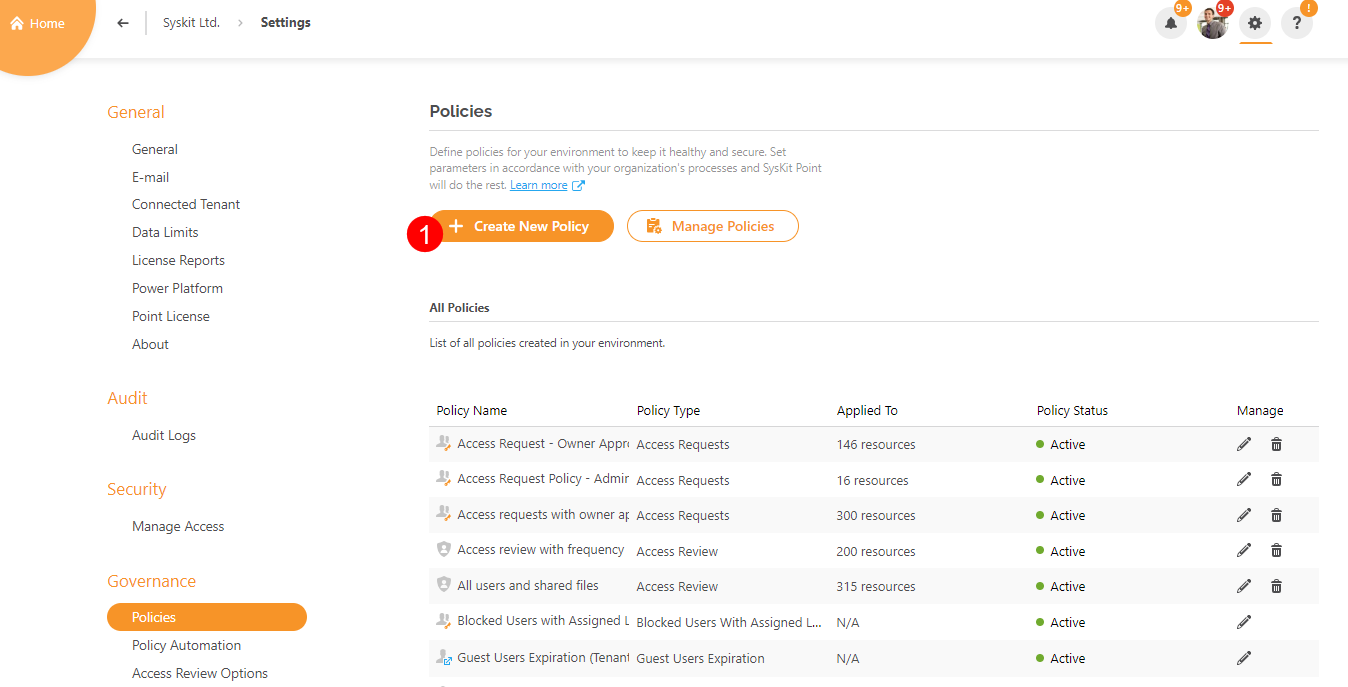 Home
Syskit Ltd. > Settings
9+
9+
?
!
General
General
E-mail
Connected Tenant
Data Limits
License Reports
Power Platform
Point License
About
Audit
Audit Logs
Security
Manage Access
Governance
Policies
Policy Automation
Access Review Options
Policies
Define policies for your environment to keep it healthy and secure. Set
parameters in accordance with your organization's processes and SysKit Point
will do the rest. Learn more
1
+ Create New Policy
Manage Policies
All Policies
List of all policies created in your environment.
Policy Name Policy Type Applied To Policy Status Manage
Access Request - Owner Appr Access Requests 146 resources Active
Access Request Policy - Admin Access Requests 16 resources Active
Access requests with owner ap Access Requests 300 resources Active
Access review with frequency Access Review 200 resources Active
All users and shared files Access Review 315 resources Active
Blocked Users with Assigned L Blocked Users With Assigned L... N/A Active
Guest Users Expiration (Tenant Guest Users Expiration N/A Active